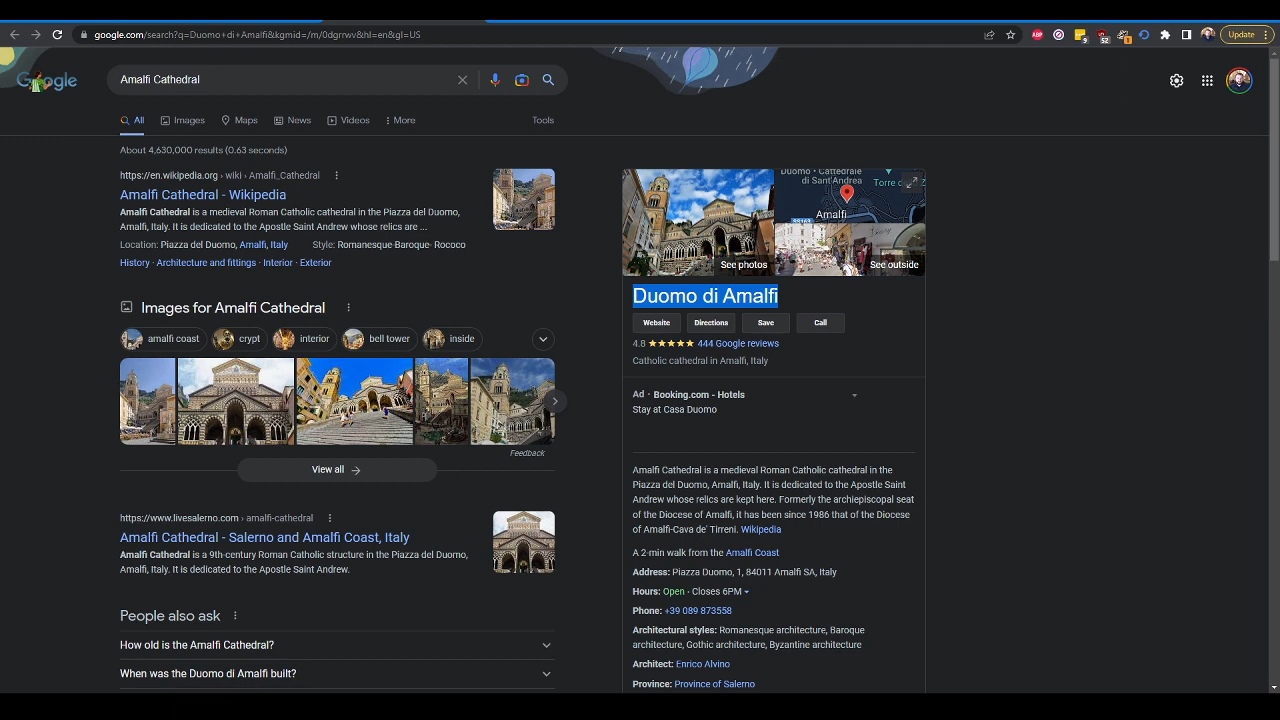 google.com/search?q=Duomo+di+Amalfi&kgmid=/m/0dgrrwv&hl=en&gl=US
9
52
1
Update
Google
Amalfi Cathedral
All
Images
Maps
News
Videos
More
Tools
About 4,630,000 results (0.63 seconds)
https://en.wikipedia.org › wiki › Amalfi_Cathedral
Amalfi Cathedral - Wikipedia
Amalfi Cathedral is a medieval Roman Catholic cathedral in the Piazza del Duomo,
Amalfi, Italy. It is dedicated to the Apostle Saint Andrew whose relics are ...
Location: Piazza del Duomo, Amalfi, Italy Style: Romanesque-Baroque- Rococo
History · Architecture and fittings · Interior · Exterior
Images for Amalfi Cathedral
amalfi coast
crypt
interior
bell tower
inside
Feedback
View all
https://www.livesalerno.com › amalfi-cathedral
Amalfi Cathedral - Salerno and Amalfi Coast, Italy
Amalfi Cathedral is a 9th-century Roman Catholic structure in the Piazza del Duomo,
Amalfi, Italy. It is dedicated to the Apostle Saint Andrew.
People also ask
How old is the Amalfi Cathedral?
When was the Duomo di Amalfi built?
Duomo - Cattedrale
di Sant'Andrea
Torre
Amalfi
See photos
See outside
Duomo di Amalfi
Website
Directions
Save
Call
4.8 ★★★★★ 444 Google reviews
Catholic cathedral in Amalfi, Italy
Ad · Booking.com - Hotels
Stay at Casa Duomo
Amalfi Cathedral is a medieval Roman Catholic cathedral in the
Piazza del Duomo, Amalfi, Italy. It is dedicated to the Apostle Saint
Andrew whose relics are kept here. Formerly the archiepiscopal seat
of the Diocese of Amalfi, it has been since 1986 that of the Diocese
of Amalfi-Cava de' Tirreni. Wikipedia
A 2-min walk from the Amalfi Coast
Address: Piazza Duomo, 1, 84011 Amalfi SA, Italy
Hours: Open · Closes 6PM
Phone: +39 089 873558
Architectural styles: Romanesque architecture, Baroque
architecture, Gothic architecture, Byzantine architecture
Architect: Enrico Alvino
Province: Province of Salerno